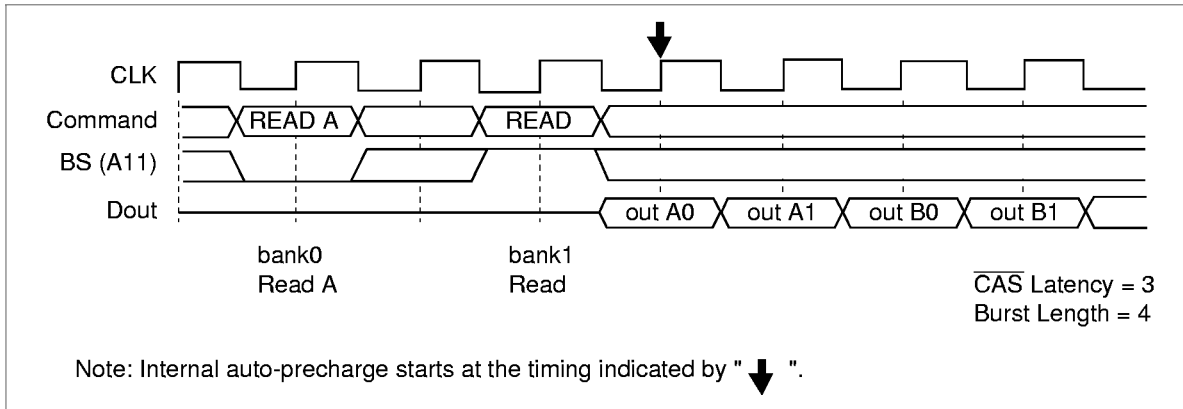 CLK
Command READ A READ
BS (A11)
Dout out A0 out A1 out B0 out B1
bank0 bank1
Read A Read
CAS Latency = 3
Burst Length = 4
Note: Internal auto-precharge starts at the timing indicated by " ".